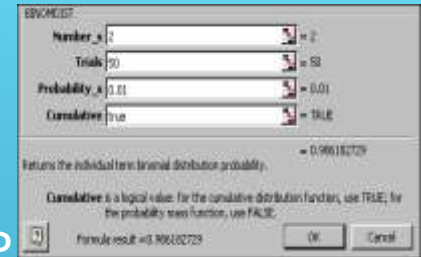 BINOMDIST
Number_s 2 = 2
Trials 50 = 50
Probability_s 0.01 = 0.01
Cumulative true = TRUE
= 0.986182729
Returns the individual term binomial distribution probability.
Cumulative is a logical value: for the cumulative distribution function, use TRUE; for
the probability mass function, use FALSE.
Formula result =0.986182729
OK
Cancel